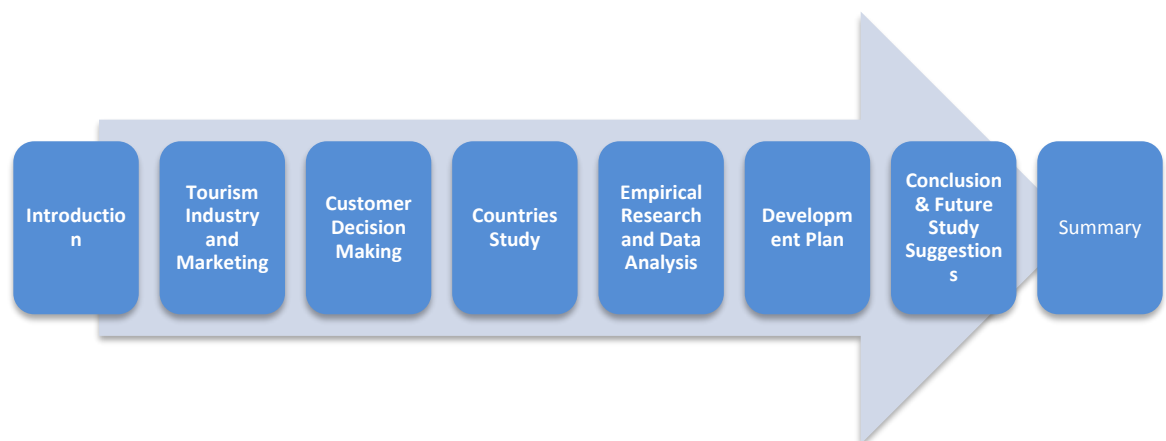 Introductio
n
Tourism
Industry
and
Marketing
Customer
Decision
Making
Countries
Study
Empirical
Research
and Data
Analysis
Developm
ent Plan
Conclusion
& Future
Study
Suggestion
s
Summary